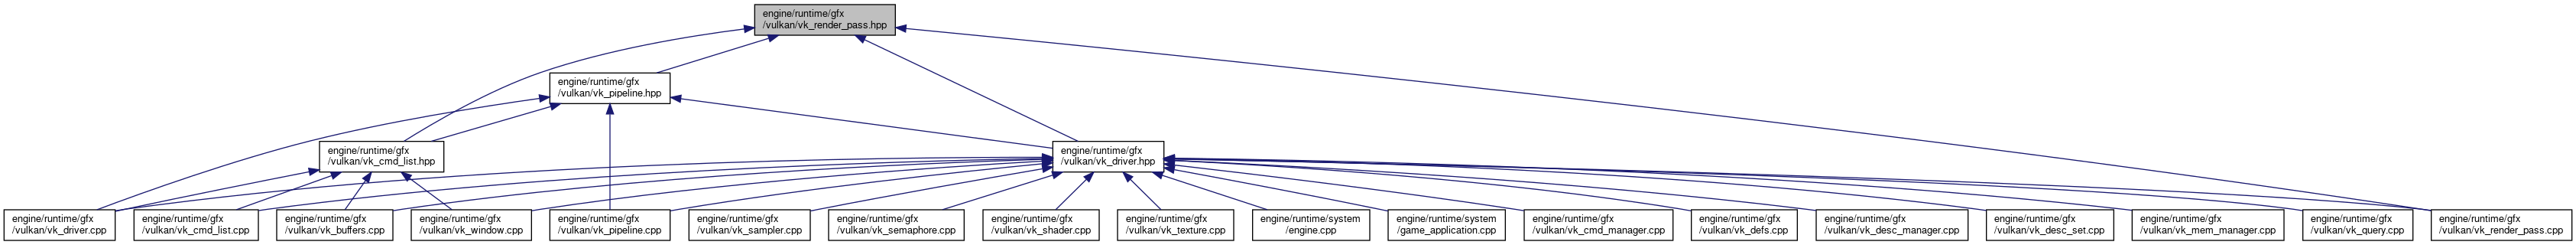 engine/runtime/gfx
/vulkan/vk_render_pass.hpp
engine/runtime/gfx
/vulkan/vk_pipeline.hpp
engine/runtime/gfx
/vulkan/vk_cmd_list.hpp
engine/runtime/gfx
/vulkan/vk_driver.hpp
engine/runtime/gfx
/vulkan/vk_driver.cpp
engine/runtime/gfx
/vulkan/vk_cmd_list.cpp
engine/runtime/gfx
/vulkan/vk_buffers.cpp
engine/runtime/gfx
/vulkan/vk_window.cpp
engine/runtime/gfx
/vulkan/vk_pipeline.cpp
engine/runtime/gfx
/vulkan/vk_sampler.cpp
engine/runtime/gfx
/vulkan/vk_semaphore.cpp
engine/runtime/gfx
/vulkan/vk_shader.cpp
engine/runtime/gfx
/vulkan/vk_texture.cpp
engine/runtime/system
/engine.cpp
engine/runtime/system
/game_application.cpp
engine/runtime/gfx
/vulkan/vk_cmd_manager.cpp
engine/runtime/gfx
/vulkan/vk_defs.cpp
engine/runtime/gfx
/vulkan/vk_desc_manager.cpp
engine/runtime/gfx
/vulkan/vk_desc_set.cpp
engine/runtime/gfx
/vulkan/vk_mem_manager.cpp
engine/runtime/gfx
/vulkan/vk_query.cpp
engine/runtime/gfx
/vulkan/vk_render_pass.cpp